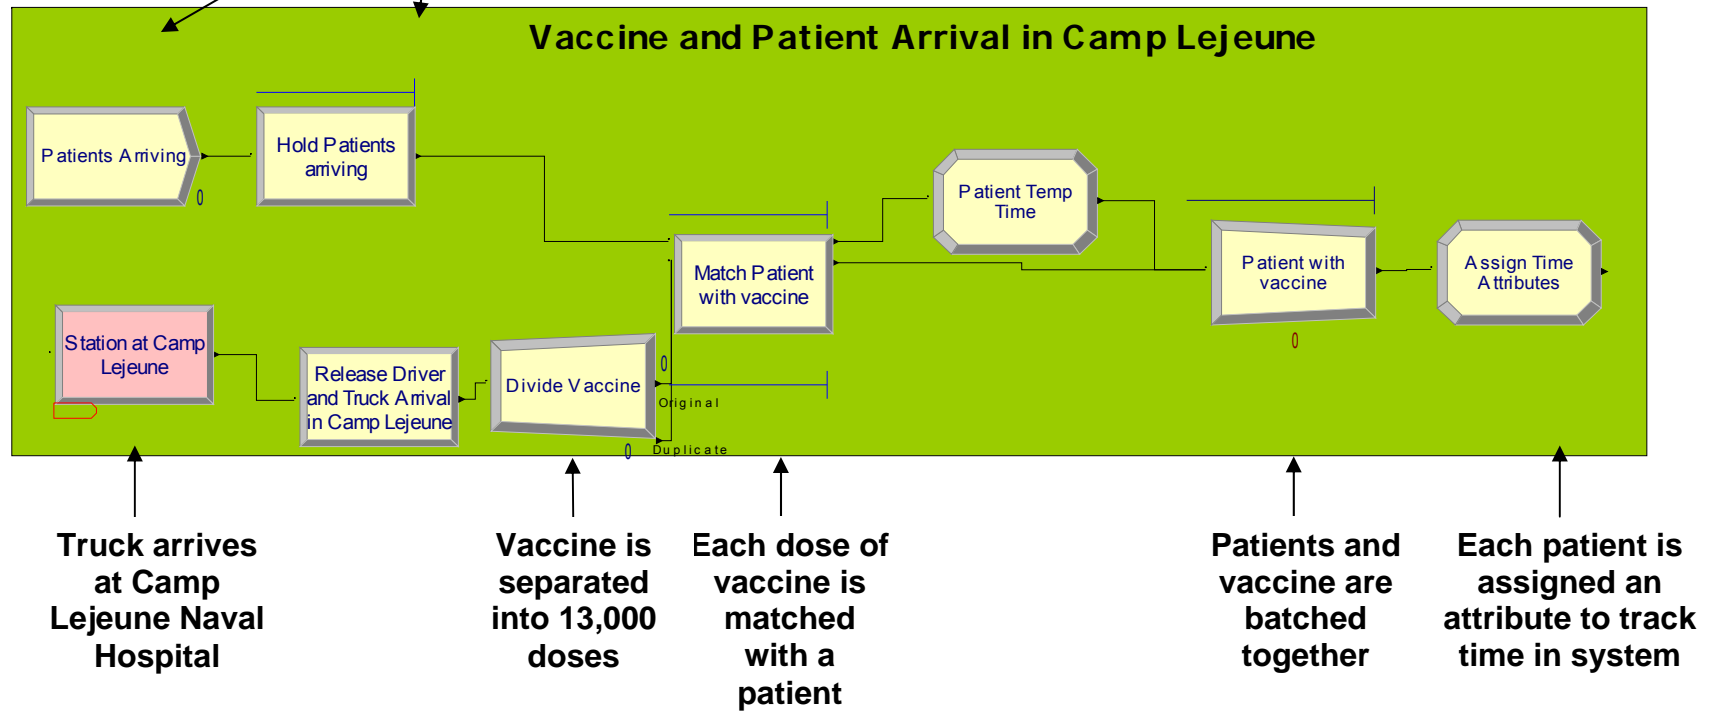 Vaccine and Patient Arrival in Camp Lejeune
Patients Arriving
0
Hold Patients
arriving
Patient Temp
Time
Match Patient
with vaccine
Patient with
vaccine
0
Assign Time
Attributes
Station at Camp
Lejeune
Release Driver
and Truck Arrival
in Camp Lejeune
Divide Vaccine
0
Original
0
Duplicate
Truck arrives
at Camp
Lejeune Naval
Hospital
Vaccine is
separated
into 13,000
doses
Each dose of
vaccine is
matched
with a
patient
Patients and
vaccine are
batched
together
Each patient is
assigned an
attribute to track
time in system